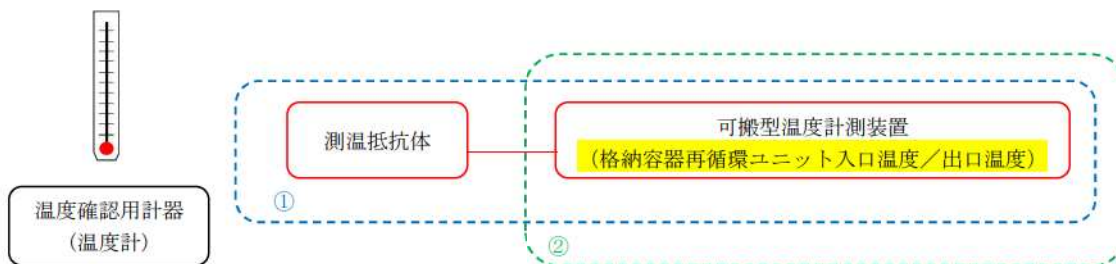 測温抵抗体
可搬型温度計測装置
（格納容器再循環ユニット入口温度／出口温度）
①
温度確認用計器
（温度計）
②